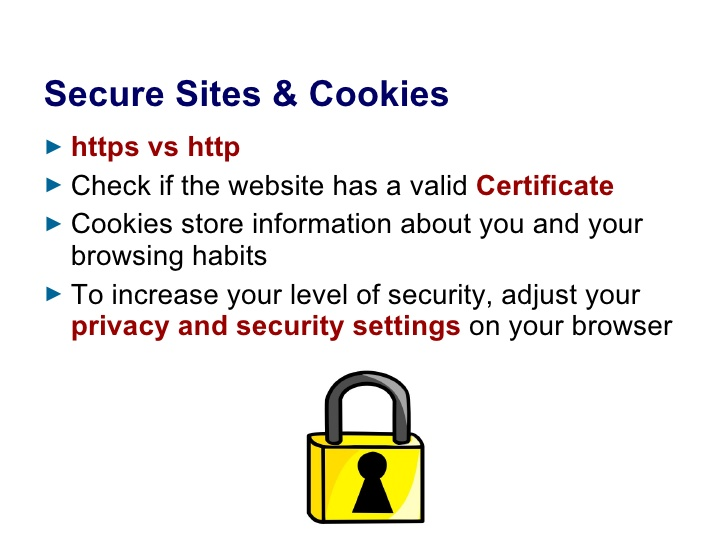 Secure Sites & Cookies
► https vs http
► Check if the website has a valid Certificate
► Cookies store information about you and your
browsing habits
► To increase your level of security, adjust your
privacy and security settings on your browser